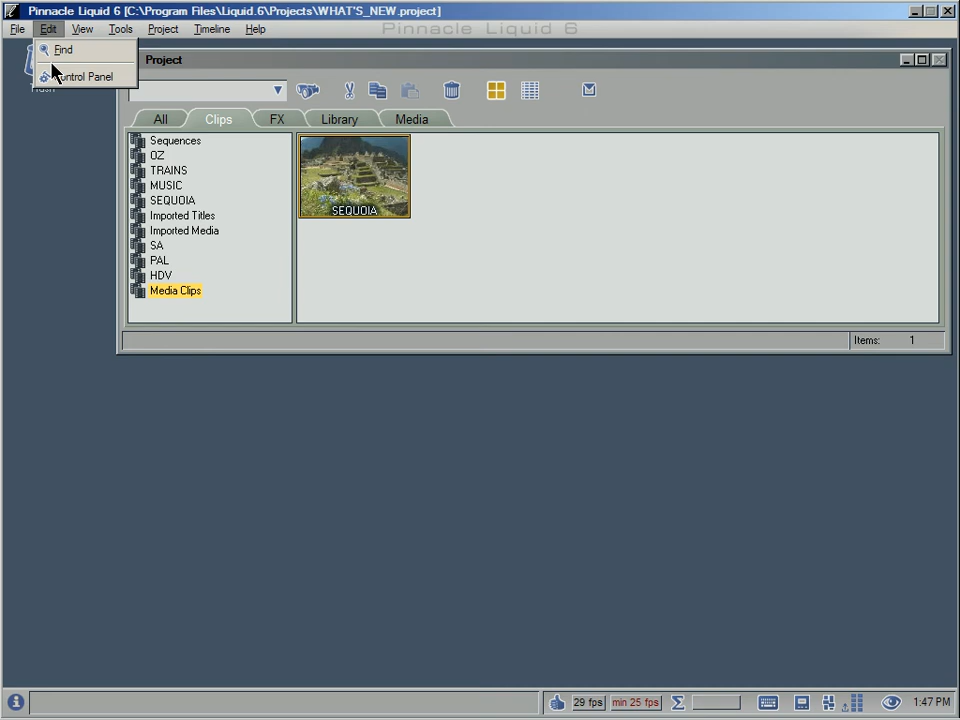 Pinnacle Liquid 6 [C:\Program Files\Liquid.6\Projects\WHAT'S_NEW.project]
File Edit View Tools Project Timeline Help
Pinnacle Liquid 6
Find
Control Panel
Project
All Clips FX Library Media
Sequences
OZ
TRAINS
MUSIC
SEQUOIA
Imported Titles
Imported Media
SA
PAL
HDV
Media Clips
SEQUOIA
Items: 1
29 fps min 25 fps 1:47 PM